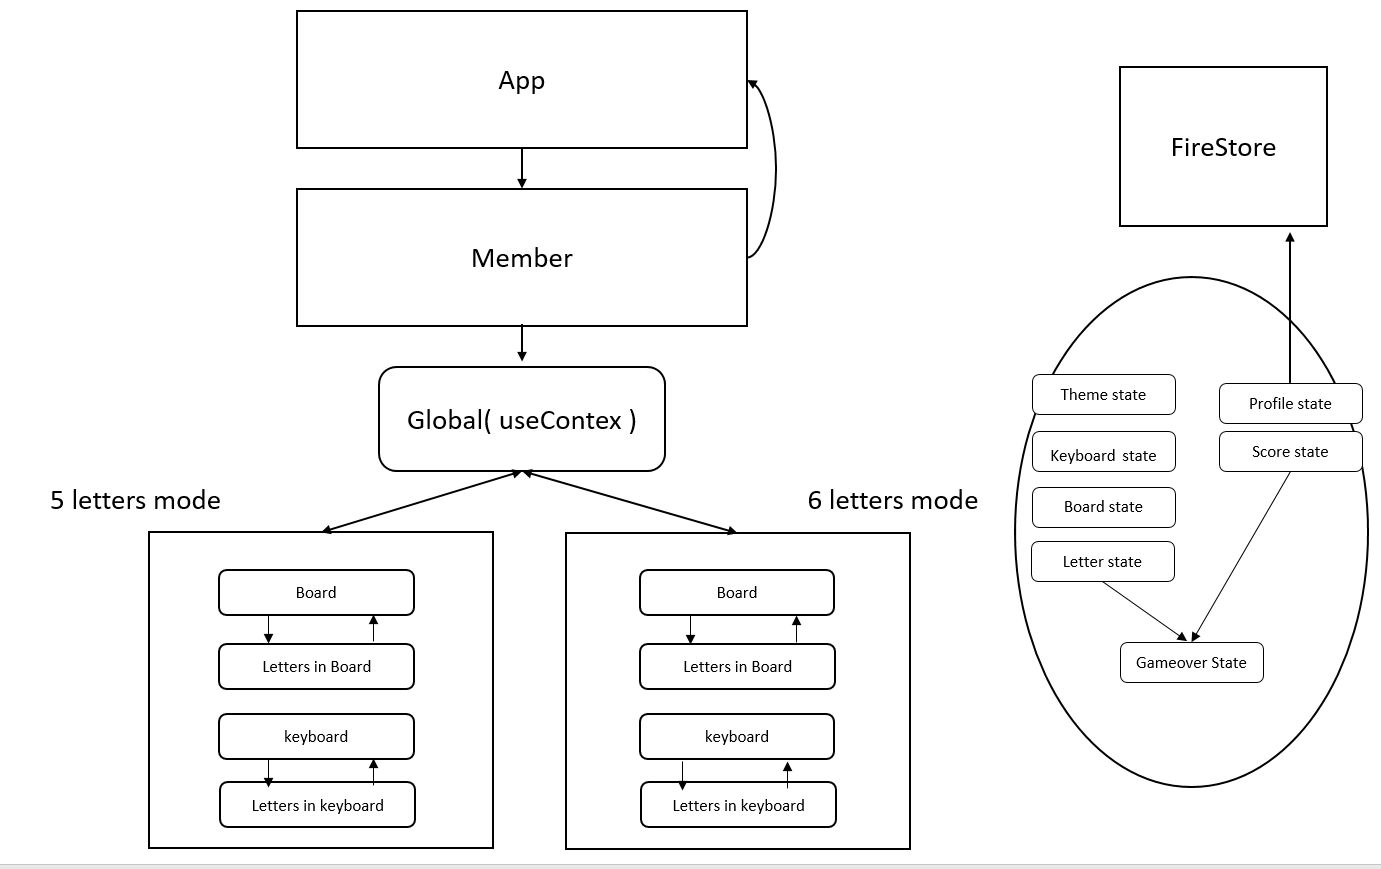 App
Member
Global( useContex )
5 letters mode
6 letters mode
Board
Letters in Board
keyboard
Letters in keyboard
Board
Letters in Board
keyboard
Letters in keyboard
FireStore
Theme state
Keyboard state
Board state
Letter state
Profile state
Score state
Gameover State